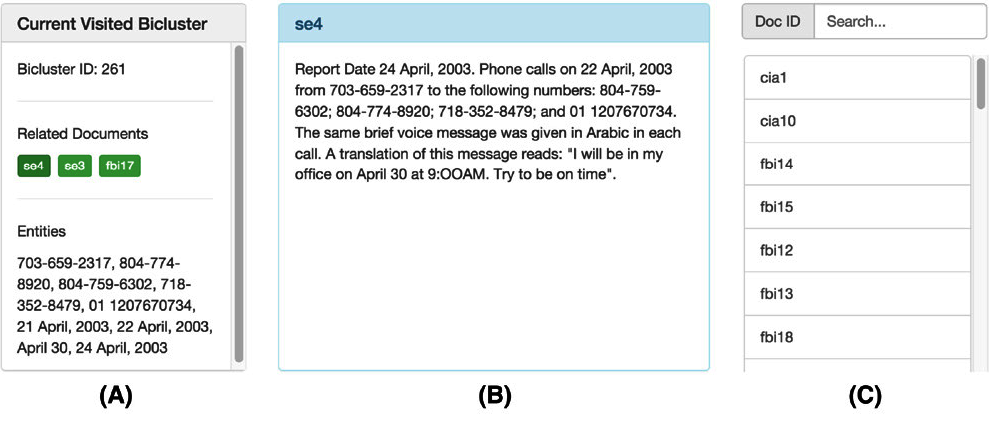 Current Visited Bicluster
Bicluster ID: 261
Related Documents
se4 se3 fbi17
Entities
703-659-2317, 804-774-
8920, 804-759-6302, 718-
352-8479, 01 1207670734,
21 April, 2003, 22 April, 2003,
April 30, 24 April, 2003
(A)
se4
Report Date 24 April, 2003. Phone calls on 22 April, 2003
from 703-659-2317 to the following numbers: 804-759-
6302; 804-774-8920; 718-352-8479; and 01 1207670734.
The same brief voice message was given in Arabic in each
call. A translation of this message reads: "I will be in my
office on April 30 at 9:OOAM. Try to be on time".
(B)
Doc ID Search...
cia1
cia10
fbi14
fbi15
fbi12
fbi13
fbi18
(C)